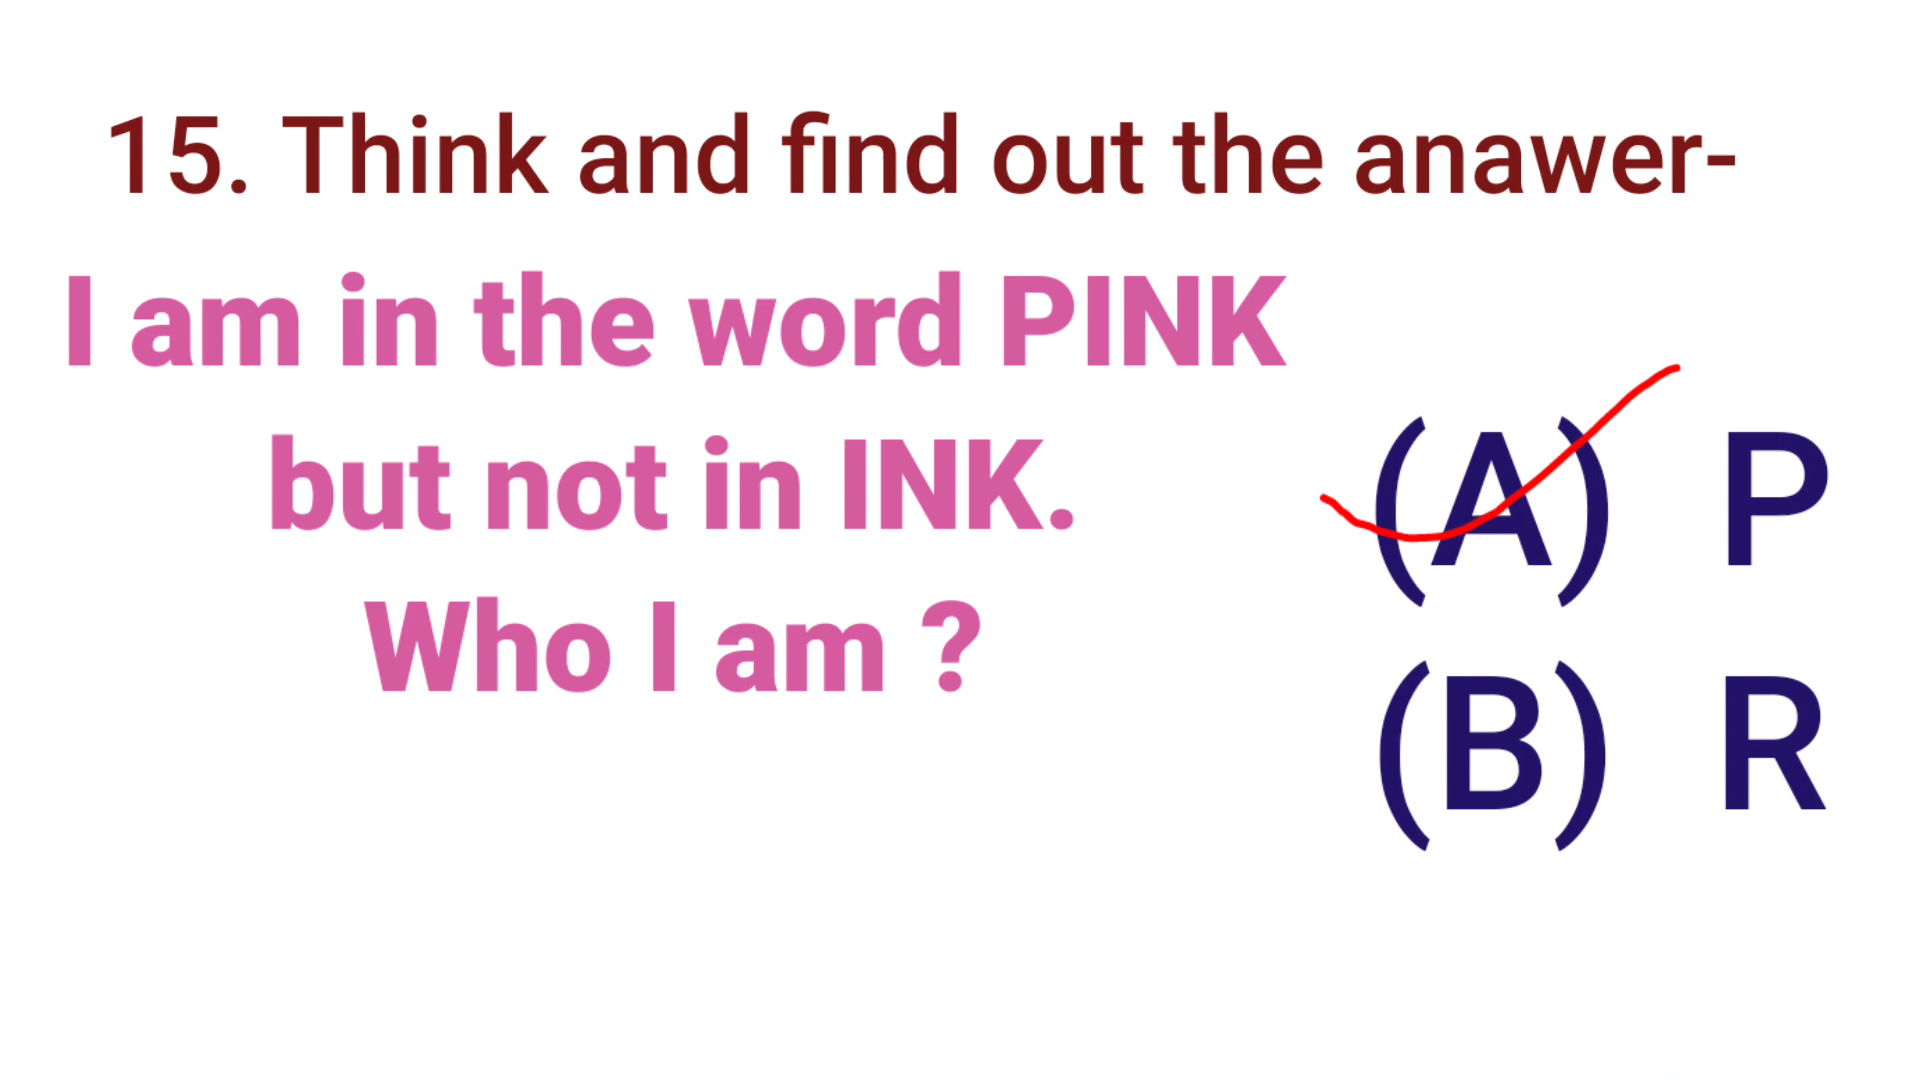 15. Think and find out the anawer-
I am in the word PINK
but not in INK.
Who I am ?
(A) P
(B) R